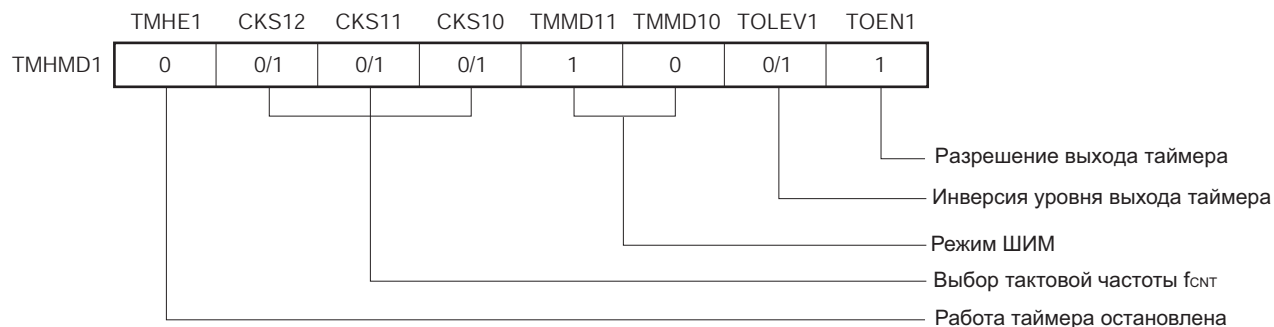 TMHE1 CKS12 CKS11 CKS10 TMMD11 TMMD10 TOLEV1 TOEN1
TMHMD1 0 0/1 0/1 0/1 1 0 0/1 1
Разрешение выхода таймера
Инверсия уровня выхода таймера
Режим ШИМ
Выбор тактовой частоты fCNT
Работа таймера остановлена